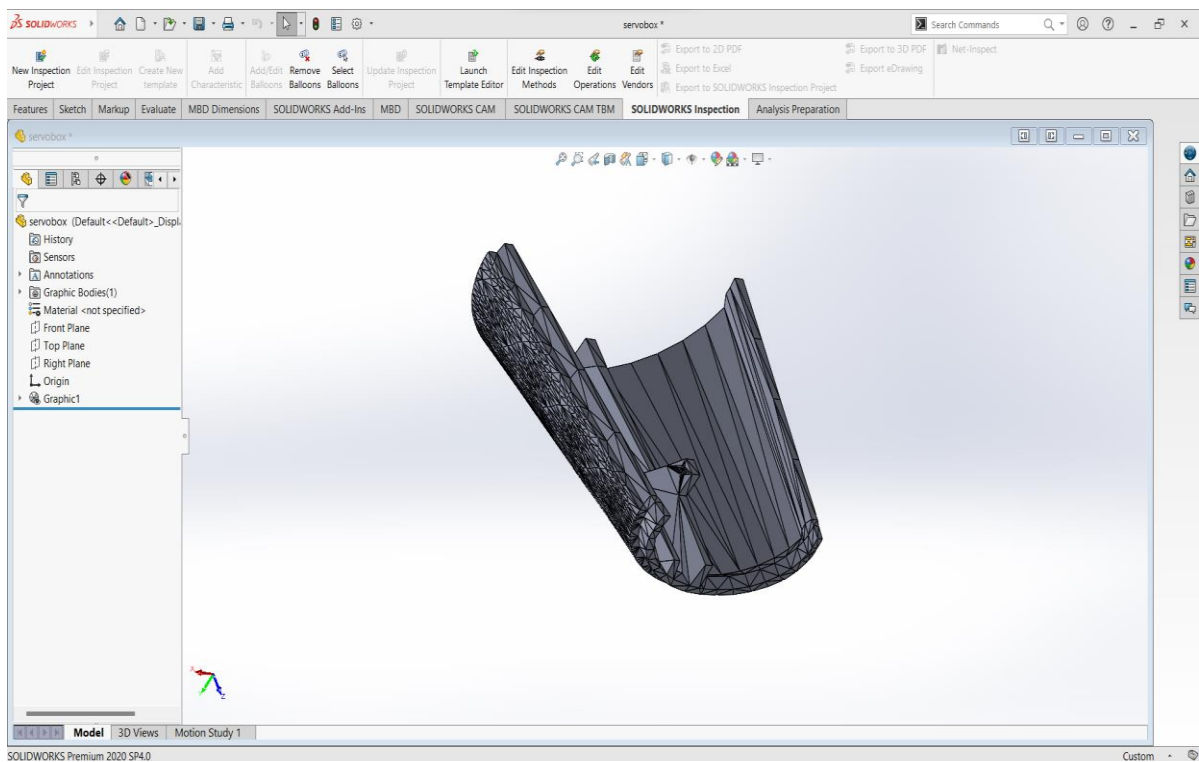 SOLIDWORKS
servobox *
Search Commands
New Inspection Project
Edit Inspection Project
Create New template
Add Characteristic
Add/Edit Balloons
Remove Balloons
Select Balloons
Update Inspection Project
Launch Template Editor
Edit Inspection Methods
Edit Operations
Edit Vendors
Export to 2D PDF
Export to Excel
Export to SOLIDWORKS Inspection Project
Export to 3D PDF
Export eDrawing
Net-Inspect
Features Sketch Markup Evaluate MBD Dimensions SOLIDWORKS Add-Ins MBD SOLIDWORKS CAM SOLIDWORKS CAM TBM SOLIDWORKS Inspection Analysis Preparation
servobox *
servobox (Default<<Default>_Displ
History
Sensors
Annotations
Graphic Bodies(1)
Material <not specified>
Front Plane
Top Plane
Right Plane
Origin
Graphic1
Model 3D Views Motion Study 1
SOLIDWORKS Premium 2020 SP4.0
Custom